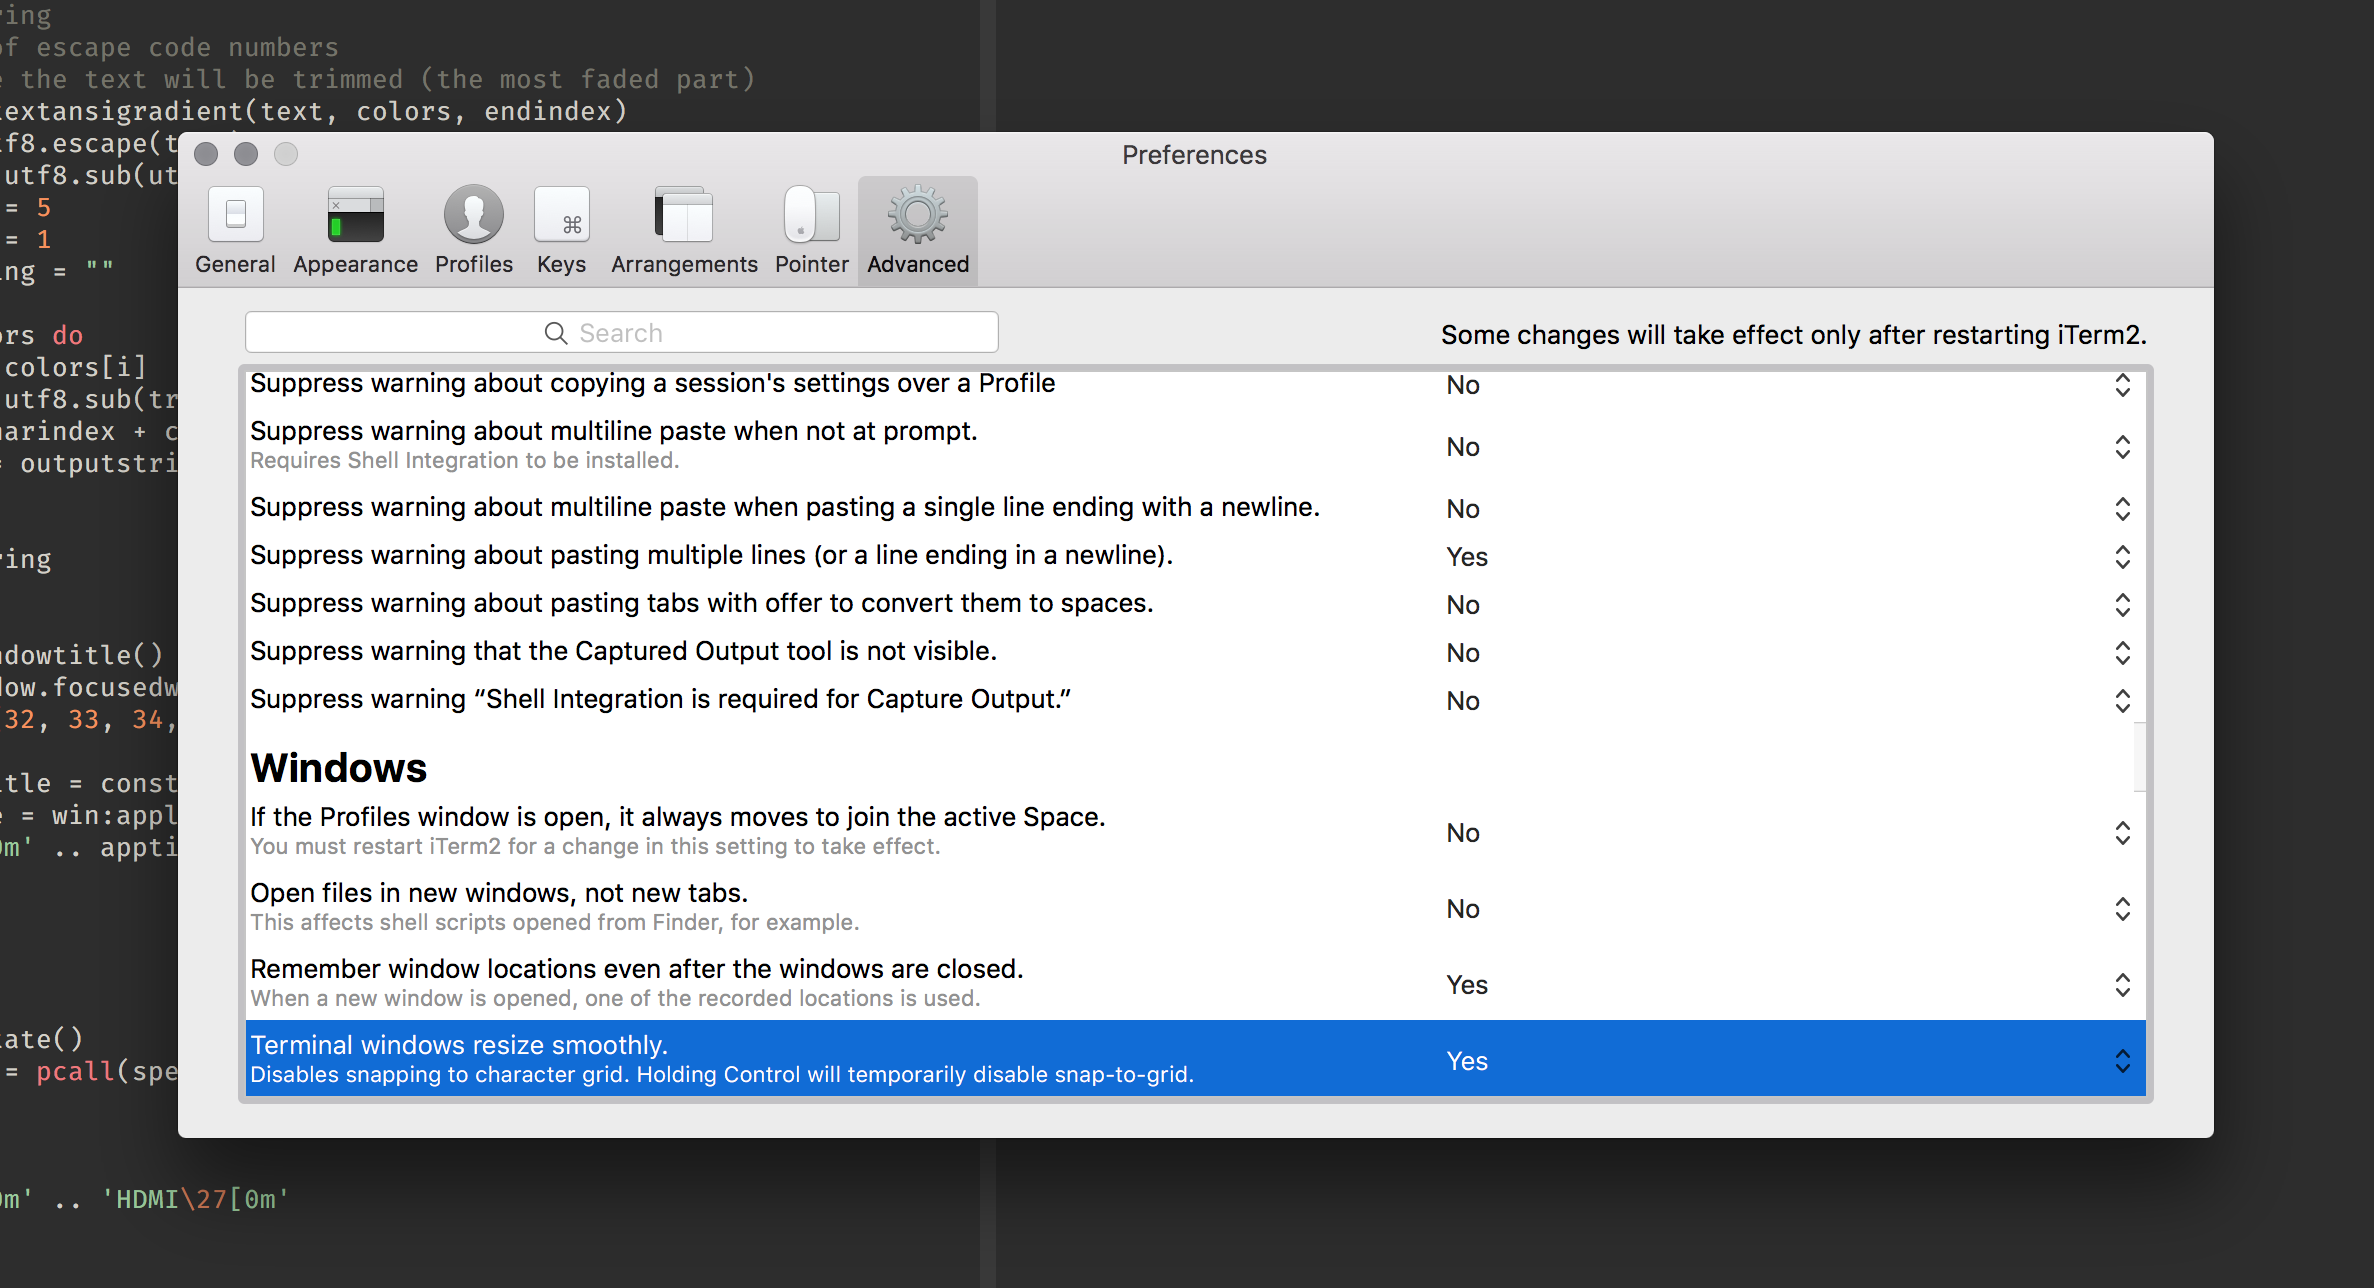 of escape code numbers
the text will be trimmed (the most faded part)
textansigradient(text, colors, endindex)
utf8.escape(t
utf8.sub(ut
= 5
= 1
= ""
do
colors[i]
utf8.sub(tr
+ c
= outputstri
Preferences
General
Appearance
Profiles
Keys
Arrangements
Pointer
Advanced
Search
Some changes will take effect only after restarting iTerm2.
Suppress warning about copying a session's settings over a Profile
No
Suppress warning about multiline paste when not at prompt.
No
Requires Shell Integration to be installed.
Suppress warning about multiline paste when pasting a single line ending with a newline.
No
Suppress warning about pasting multiple lines (or a line ending in a newline).
Yes
Suppress warning about pasting tabs with offer to convert them to spaces.
No
Suppress warning that the Captured Output tool is not visible.
No
Suppress warning “Shell Integration is required for Capture Output.”
No
Windows
If the Profiles window is open, it always moves to join the active Space.
No
You must restart iTerm2 for a change in this setting to take effect.
Open files in new windows, not new tabs.
No
This affects shell scripts opened from Finder, for example.
Remember window locations even after the windows are closed.
Yes
When a new window is opened, one of the recorded locations is used.
Terminal windows resize smoothly.
Yes
Disables snapping to character grid. Holding Control will temporarily disable snap-to-grid.
ring
ndowtitle()
dow.focusedw
32, 33, 34,
itle = const
= win:appl
0m' .. appti
ate()
= pcall(spe
0m' .. 'HDMI\27[0m'